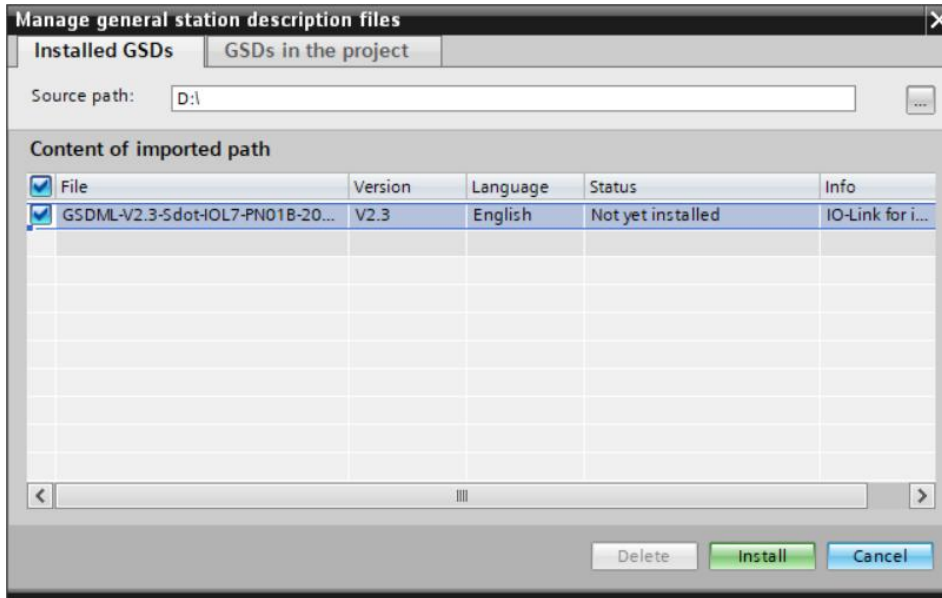 Manage general station description files
Installed GSDs GSDs in the project
Source path: D:\ ...
Content of imported path
File Version Language Status Info
GSDML-V2.3-Sdot-IOL7-PN01B-20... V2.3 English Not yet installed IO-Link for i...
Delete Install Cancel